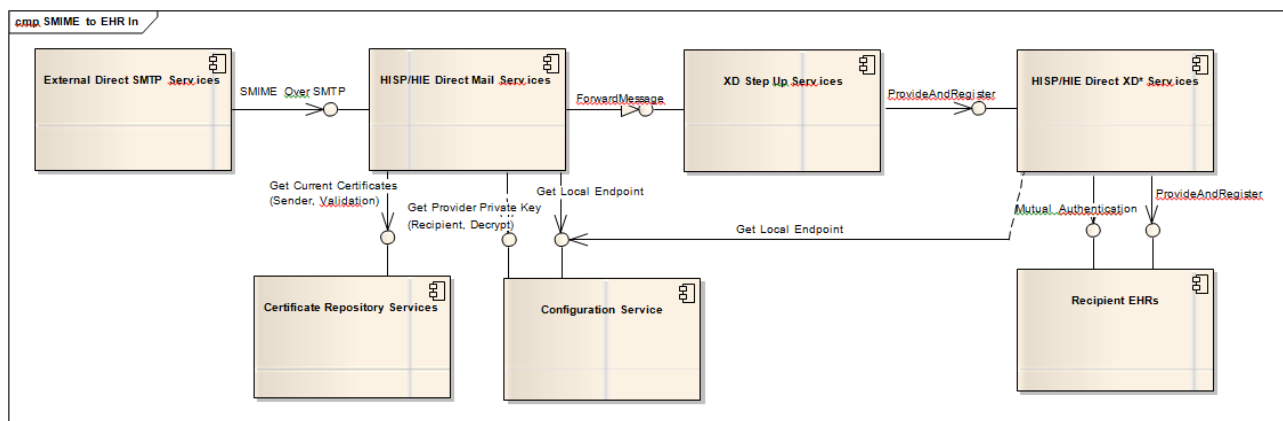 cmp SMIME to EHR In
External Direct SMTP Services
HISP/HIE Direct Mail Services
XD Step Up Services
HISP/HIE Direct XD* Services
SMIME Over SMTP
ForwardMessage
ProvideAndRegister
Get Current Certificates
(Sender, Validation)
Get Provider Private Key
(Recipient, Decrypt)
Get Local Endpoint
Get Local Endpoint
Mutual Authentication
ProvideAndRegister
Certificate Repository Services
Configuration Service
Recipient EHRs